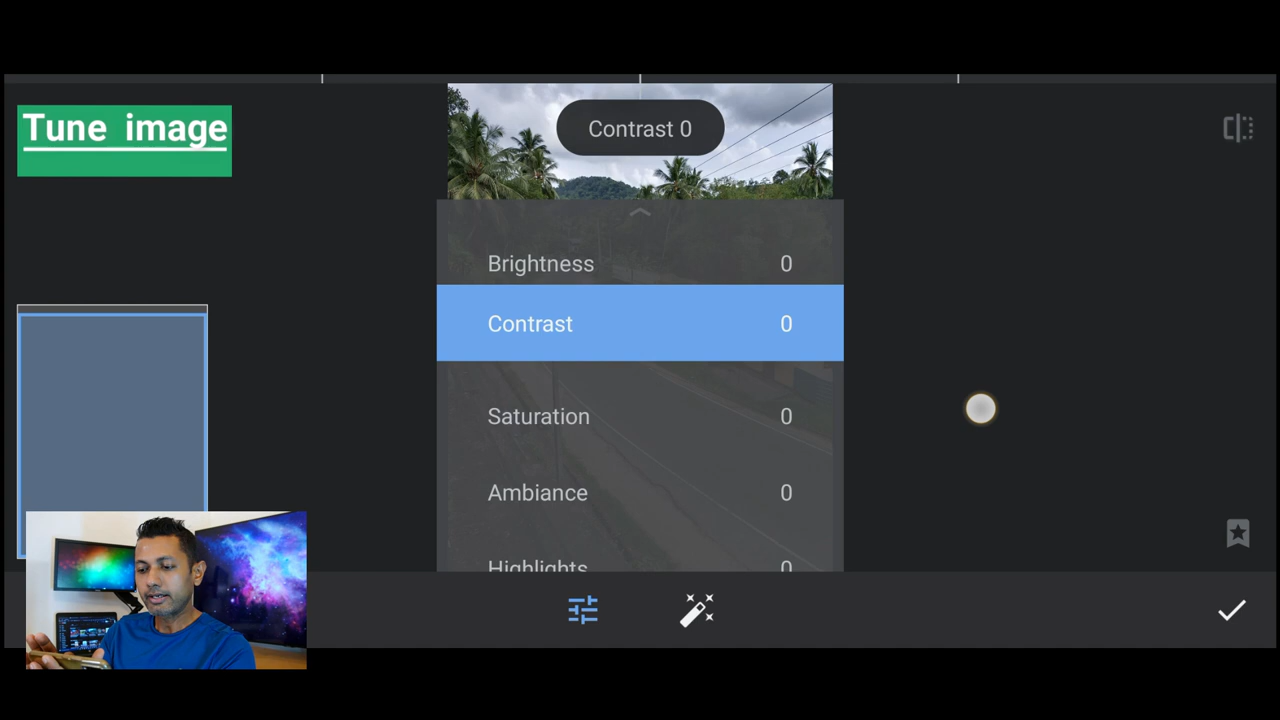 Tune image
Contrast 0
Brightness 0
Contrast 0
Saturation 0
Ambiance 0
Highlights 0